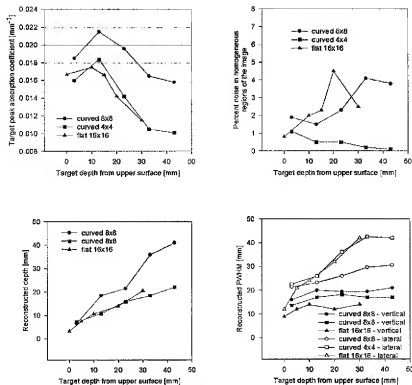 Target peak absorption coefficient [mm⁻¹]
0.024
0.022
0.020
0.018
0.016
0.014
0.012
0.010
0.008
curved 8x8
curved 4x4
flat 16x16
0 10 20 30 40 50
Target depth from upper surface [mm]
Percent noise in homogeneous
regions of the image
8
7
6
5
4
3
2
1
0
curved 8x8
curved 4x4
flat 16x16
0 10 20 30 40 50
Target depth from upper surface [mm]
Reconstructed depth [mm]
50
40
30
20
10
0
curved 8x8
curved 8x8
flat 16x16
0 10 20 30 40 50
Target depth from upper surface [mm]
Reconstructed FWHM [mm]
50
40
30
20
10
0
curved 8x8 - vertical
curved 8x8 - vertical
flat 16x16 - vertical
curved 8x8 - lateral
curved 4x4 - lateral
flat 16x16 - lateral
0 10 20 30 40 50
Target depth from upper surface [mm]